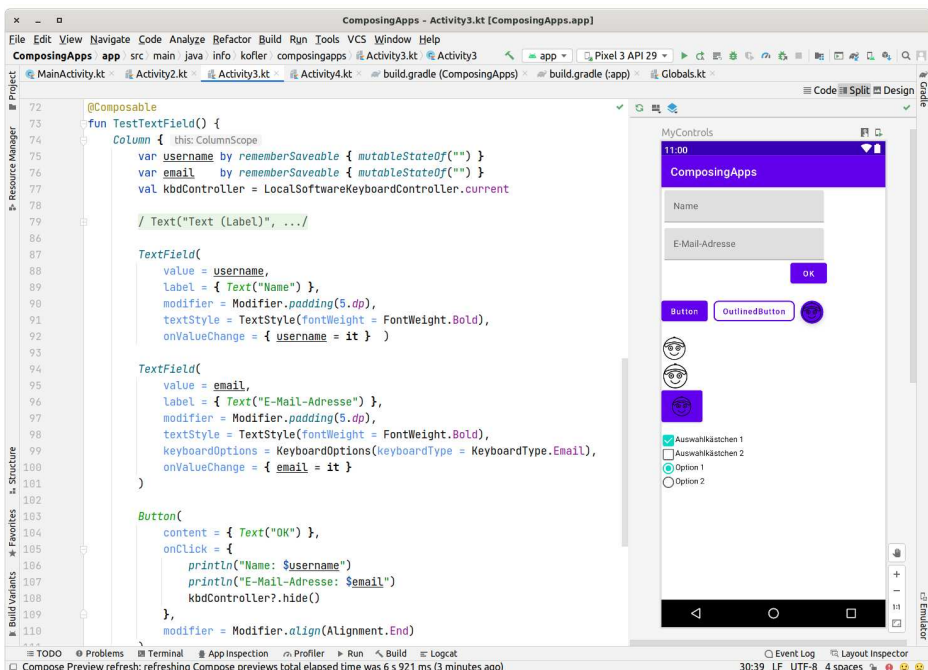 ComposingApps – Activity3.kt [ComposingApps.app]
File Edit View Navigate Code Analyze Refactor Build Run Tools VCS Window Help
ComposingApps app src main java info kofler composingapps Activity3.kt Activity3 app Pixel 3 API 29
MainActivity.kt Activity2.kt Activity3.kt Activity4.kt build.gradle (ComposingApps) build.gradle (:app) Globals.kt
Code Split Design
Project
Resource Manager
Structure
Favorites
Build Variants
Gradle
Emulator
72 @Composable
73 fun TestTextField() {
74 Column { this: ColumnScope
75 var username by rememberSaveable { mutableStateOf("") }
76 var email by rememberSaveable { mutableStateOf("") }
77 val kbdController = LocalSoftwareKeyboardController.current
78
79 / Text("Text (Label)", .../
86
87 TextField(
88 value = username,
89 label = { Text("Name") },
90 modifier = Modifier.padding(5.dp),
91 textStyle = TextStyle(fontWeight = FontWeight.Bold),
92 onValueChange = { username = it } )
93
94 TextField(
95 value = email,
96 label = { Text("E-Mail-Adresse") },
97 modifier = Modifier.padding(5.dp),
98 textStyle = TextStyle(fontWeight = FontWeight.Bold),
99 keyboardOptions = KeyboardOptions(keyboardType = KeyboardType.Email),
100 onValueChange = { email = it }
101 )
102
103 Button(
104 content = { Text("OK") },
105 onClick = {
106 println("Name: $username")
107 println("E-Mail-Adresse: $email")
108 kbdController?.hide()
109 },
110 modifier = Modifier.align(Alignment.End)
MyControls
11:00
ComposingApps
Name
E-Mail-Adresse
OK
Button OutlinedButton
Auswahlkästchen 1
Auswahlkästchen 2
Option 1
Option 2
1:1
TODO Problems Terminal App Inspection Profiler Run Build Logcat Event Log Layout Inspector
Compose Preview refresh: refreshing Compose previews total elapsed time was 6 s 921 ms (3 minutes ago) 30:39 LF UTF-8 4 spaces